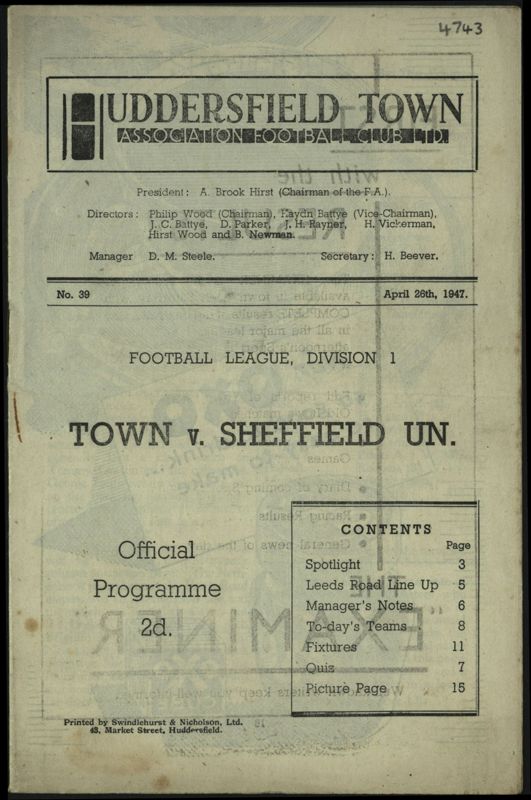 4743
HUDDERSFIELD TOWN
ASSOCIATION FOOTBALL CLUB LTD.
President: A. Brook Hirst (Chairman of the F.A.).
Directors: Philip Wood (Chairman), Haydn Battye (Vice-Chairman),
J. C. Battye, D. Parker, J. H. Rayner, H. Vickerman,
Hirst Wood and B. Newman.
Manager D. M. Steele. Secretary: H. Beever.
No. 39 April 26th, 1947.
FOOTBALL LEAGUE, DIVISION 1
TOWN v. SHEFFIELD UN.
Official
Programme
2d.
CONTENTS
Page
Spotlight 3
Leeds Road Line Up 5
Manager's Notes 6
To-day's Teams 8
Fixtures 11
Quiz 7
Picture Page 15
Printed by Swindlehurst & Nicholson, Ltd.
43, Market Street, Huddersfield.